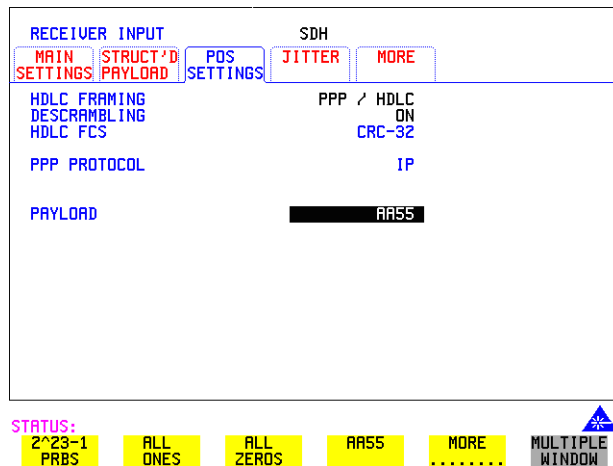 RECEIVER INPUT SDH
MAIN SETTINGS STRUCT'D PAYLOAD POS SETTINGS JITTER MORE
HDLC FRAMING PPP / HDLC
DESCRAMBLING ON
HDLC FCS CRC-32
PPP PROTOCOL IP
PAYLOAD AA55
STATUS:
2^23-1 PRBS ALL ONES ALL ZEROS AA55 MORE ........ MULTIPLE WINDOW